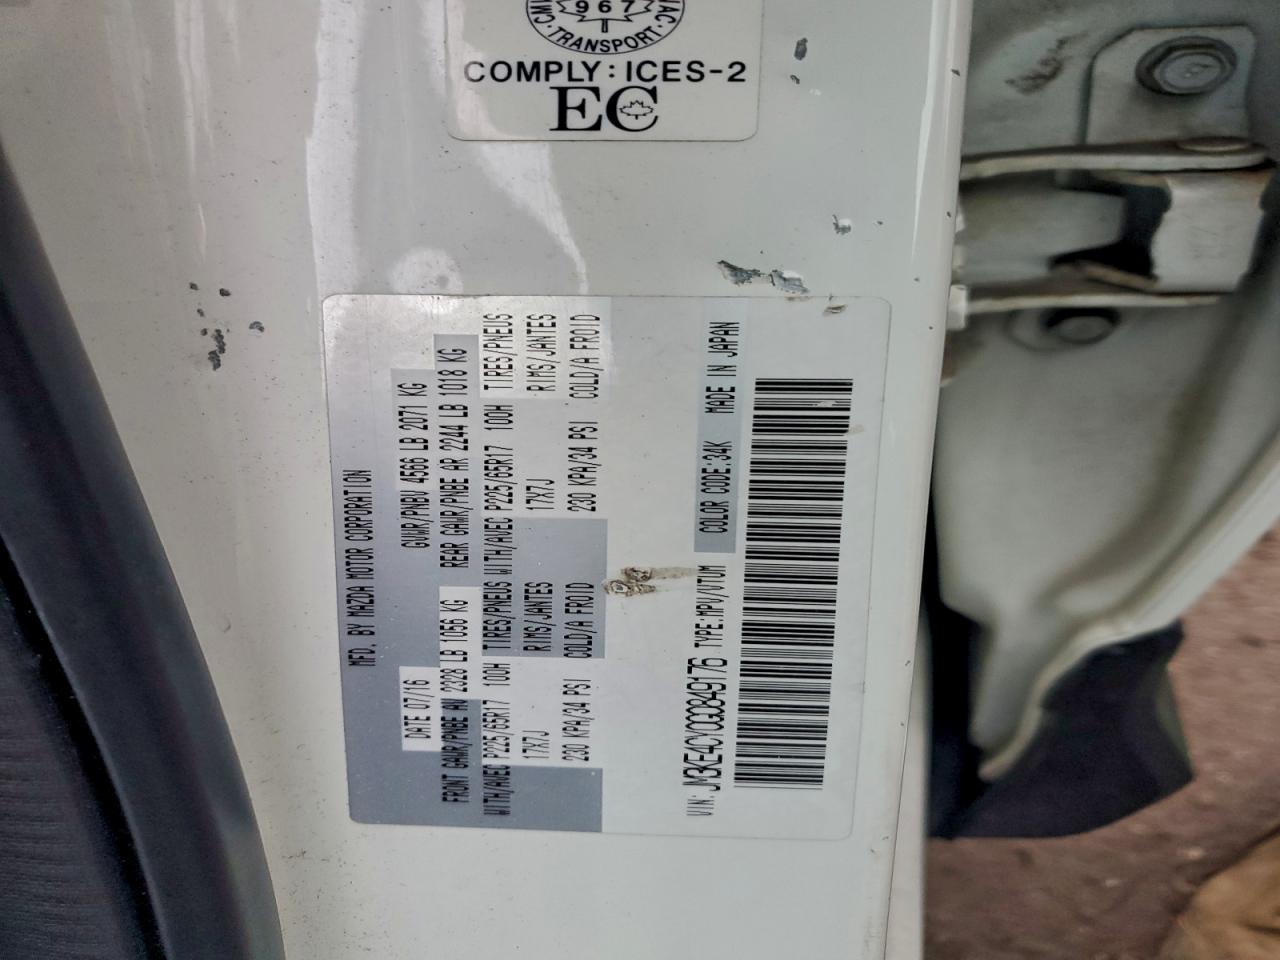 967
TRANSPORT
COMPLY: ICES-2
EC
MFD. BY MAZDA MOTOR CORPORATION
DATE 07/16 GVWR/PNBV 4566 LB 2071 KG
FRONT GAWR/PNBE AV 2328 LB 1056 KG REAR GAWR/PNBE AR 2244 LB 1018 KG
WITH/AVEC P225/65R17 100H TIRES/PNEUS WITH/AVEC P225/65R17 100H TIRES/PNEUS
17X7J RIMS/JANTES 17X7J RIMS/JANTES
230 KPA/34 PSI COLD/A FROID 230 KPA/34 PSI COLD/A FROID
VIN: JM3KE4CY0G0849176 TYPE:MPV/VTUM COLOR CODE:34K MADE IN JAPAN